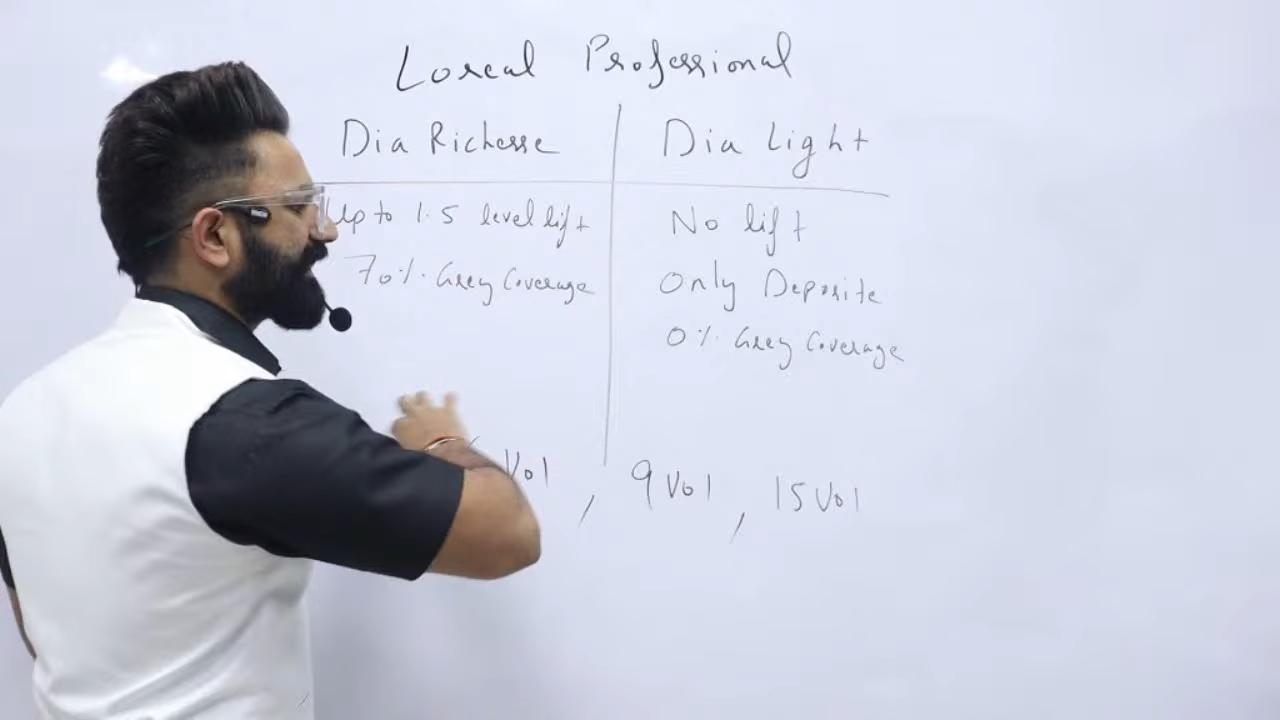 Loreal Professional
Dia Richesse
Dia Light
Up to 1.5 level lift
No lift
70% Grey Coverage
Only Deposite
0% Grey Coverage
Vol , 9 Vol , 15 Vol